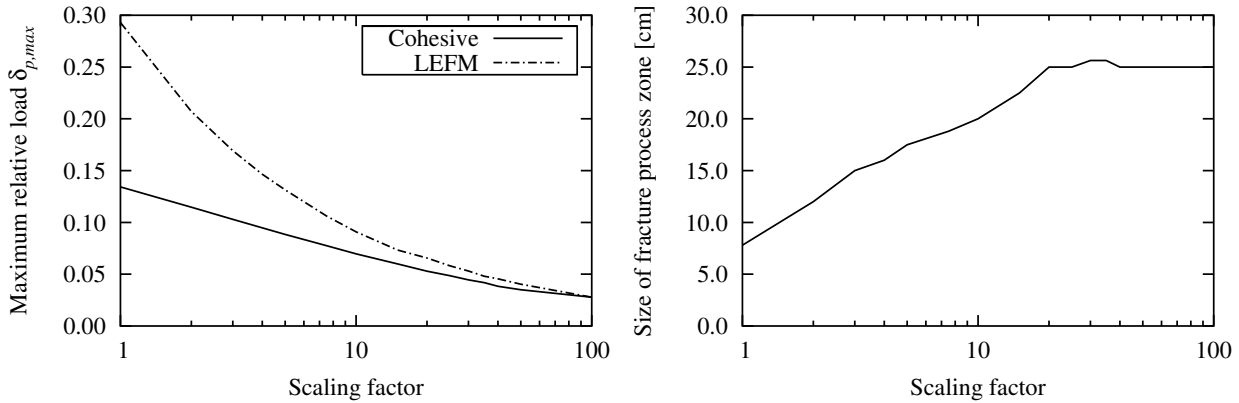 Maximum relative load δp,max
0.30
0.25
0.20
0.15
0.10
0.05
0.00
Cohesive
LEFM
1 10 100
Scaling factor
Size of fracture process zone [cm]
30.0
25.0
20.0
15.0
10.0
5.0
0.0
1 10 100
Scaling factor